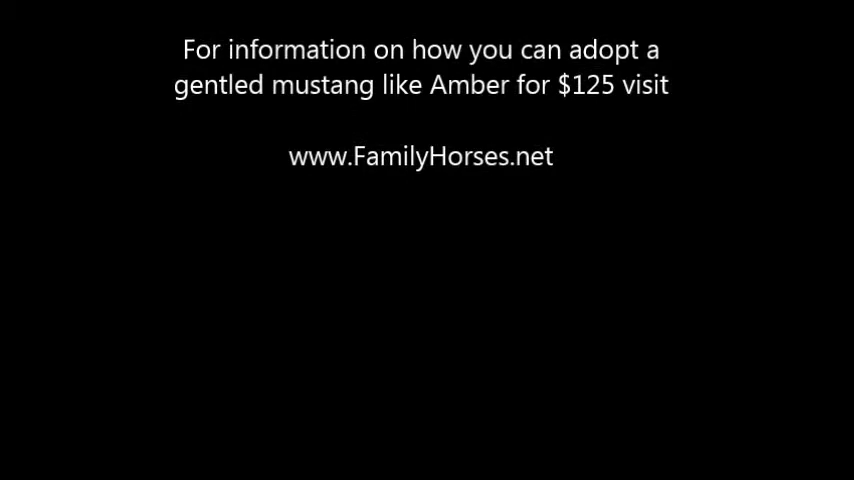 For information on how you can adopt a
gentled mustang like Amber for $125 visit
www.FamilyHorses.net